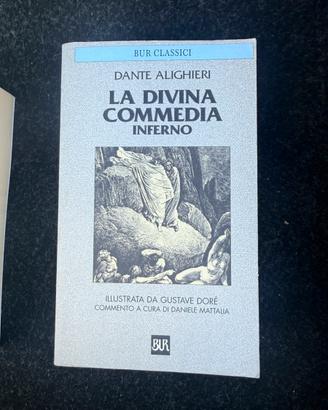 BUR CLASSICI
DANTE ALIGHIERI
LA DIVINA
COMMEDIA
INFERNO
ILLUSTRATA DA GUSTAVE DORÉ
COMMENTO A CURA DI DANIELE MATTALIA
BUR